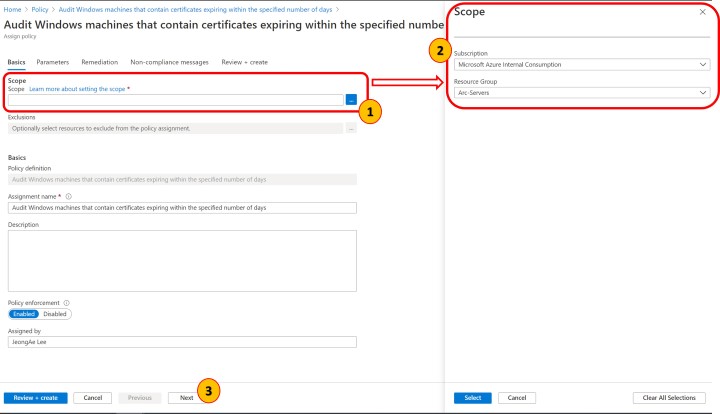 Home > Policy > Audit Windows machines that contain certificates expiring within the specified number of days >
Audit Windows machines that contain certificates expiring within the specified numbe
Assign policy
Basics Parameters Remediation Non-compliance messages Review + create
Scope
Scope Learn more about setting the scope *
...
1
Exclusions
Optionally select resources to exclude from the policy assignment.
...
Basics
Policy definition
Audit Windows machines that contain certificates expiring within the specified number of days
Assignment name *
Audit Windows machines that contain certificates expiring within the specified number of days
Description
Policy enforcement
Enabled Disabled
Assigned by
JeongAe Lee
3
Review + create Cancel Previous Next
Scope
2
Subscription
Microsoft Azure Internal Consumption
Resource Group
Arc-Servers
Select Cancel Clear All Selections